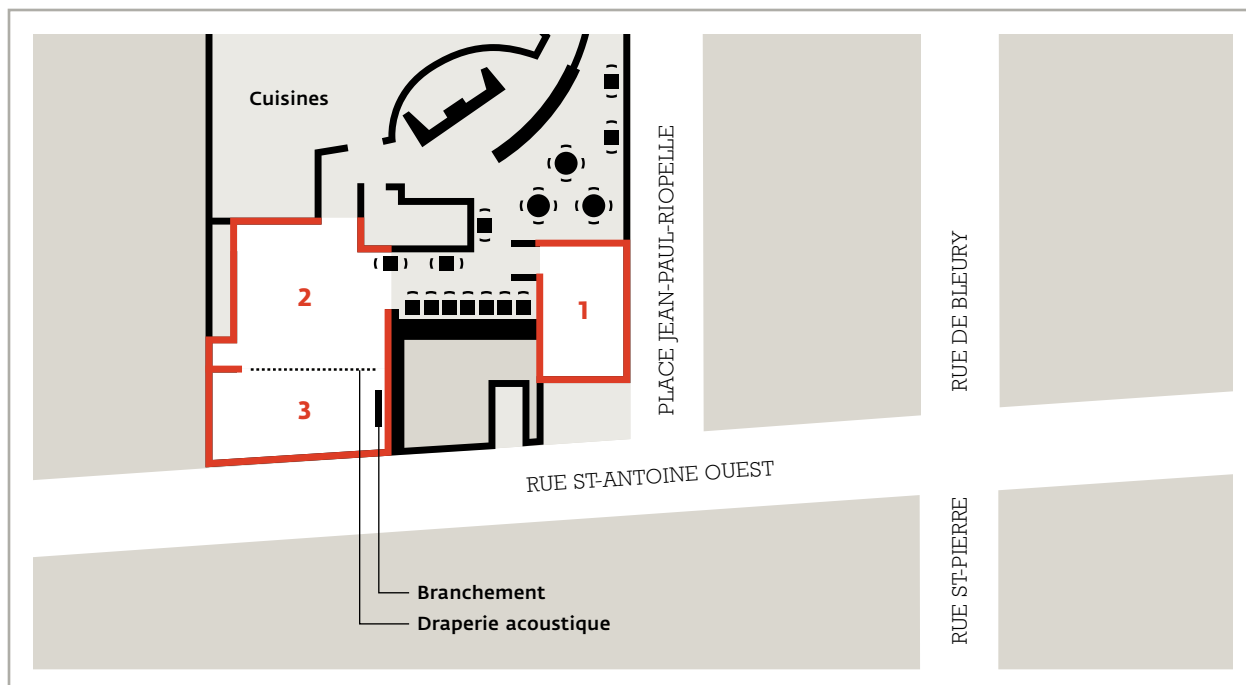 Cuisines
PLACE JEAN-PAUL-RIOPELLE
RUE DE BLEURY
2
1
3
RUE ST-ANTOINE OUEST
RUE ST-PIERRE
Branchement
Draperie acoustique